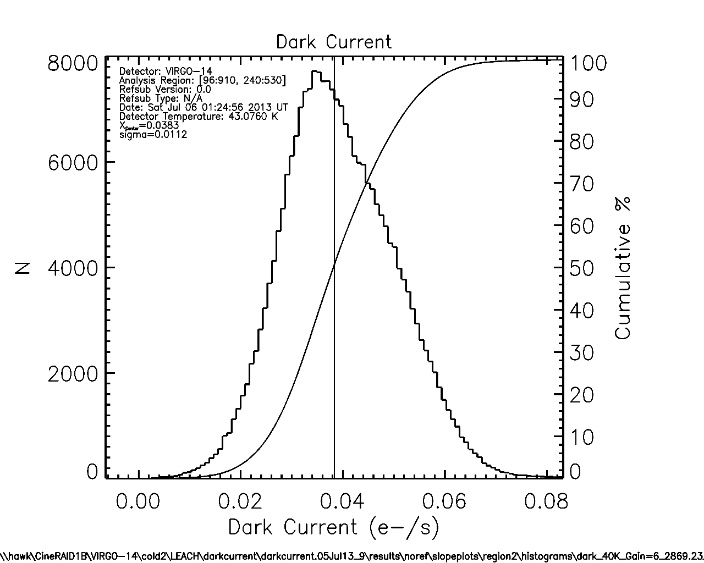 Dark Current
8000
6000
4000
2000
0
N
100
90
80
70
60
50
40
30
20
10
0
Cumulative %
Detector: VIRGO-14
Analysis Region: [96:910, 240:530]
Refsub Version: 0.0
Refsub Type: N/A
Date: Sat Jul 06 01:24:56 2013 UT
Detector Temperature: 43.0760 K
=0.0383
sigma=0.0112
0.00 0.02 0.04 0.06 0.08
Dark Current (e-/s)
\\hawk\CineRAID1B\VIRGO-14\cold2\LEACH\darkcurrent\darkcurrent.05Jul13_9\results\noref\slopeplots\region2\histograms\dark_40K_Gain=6_2869.23.